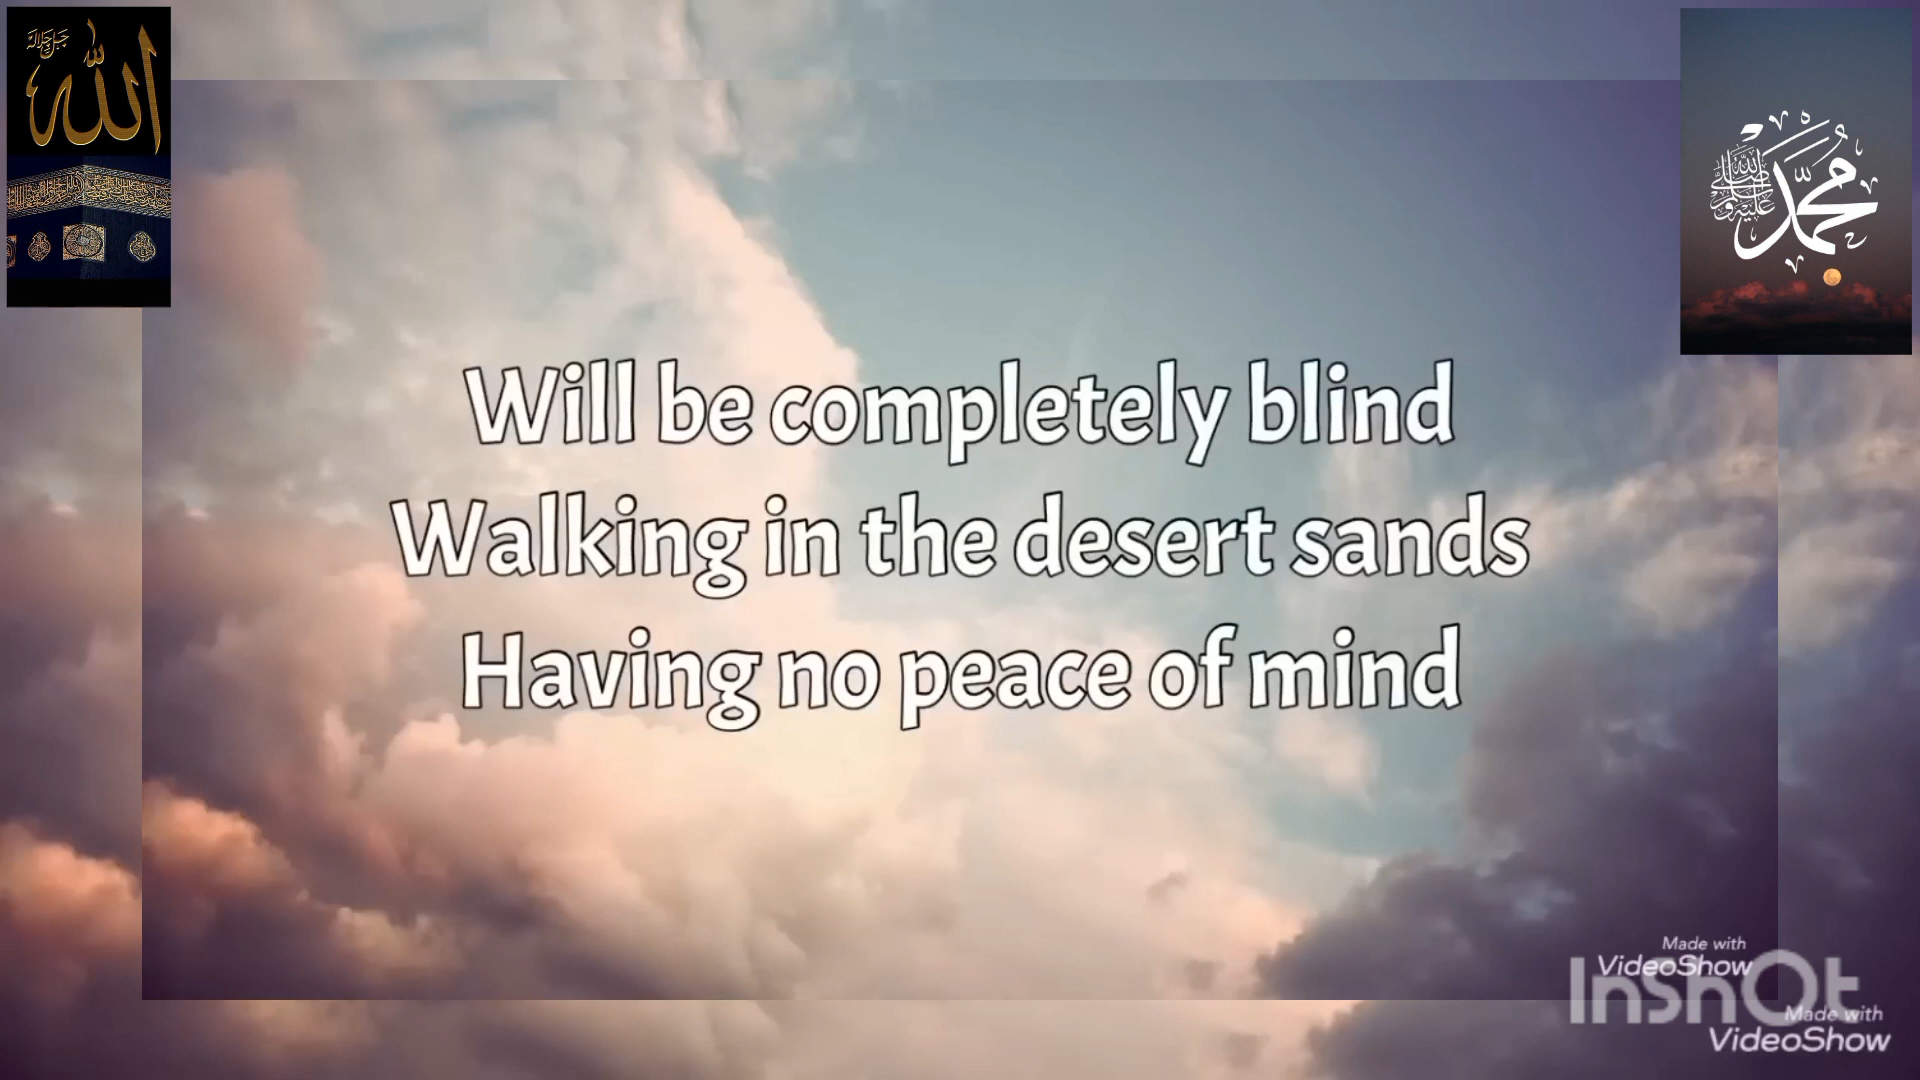 جل جلاله
الله
محمد
صلى الله عليه وسلم
Will be completely blind
Walking in the desert sands
Having no peace of mind
Made with
VideoShow
InShOt
Made with
VideoShow